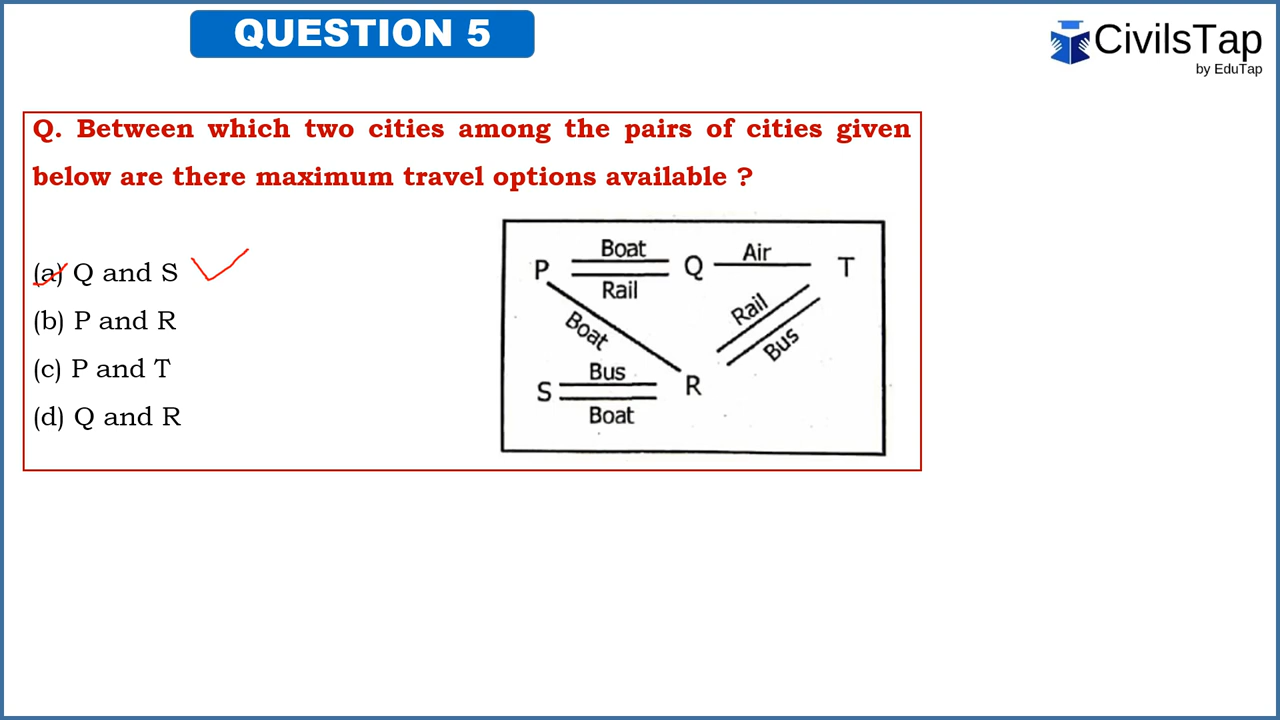 QUESTION 5
CivilsTap
by EduTap
Q. Between which two cities among the pairs of cities given
below are there maximum travel options available ?
(a) Q and S
(b) P and R
(c) P and T
(d) Q and R
Boat
Air
P
Q
T
Rail
Rail
Boat
Bus
Bus
S
R
Boat